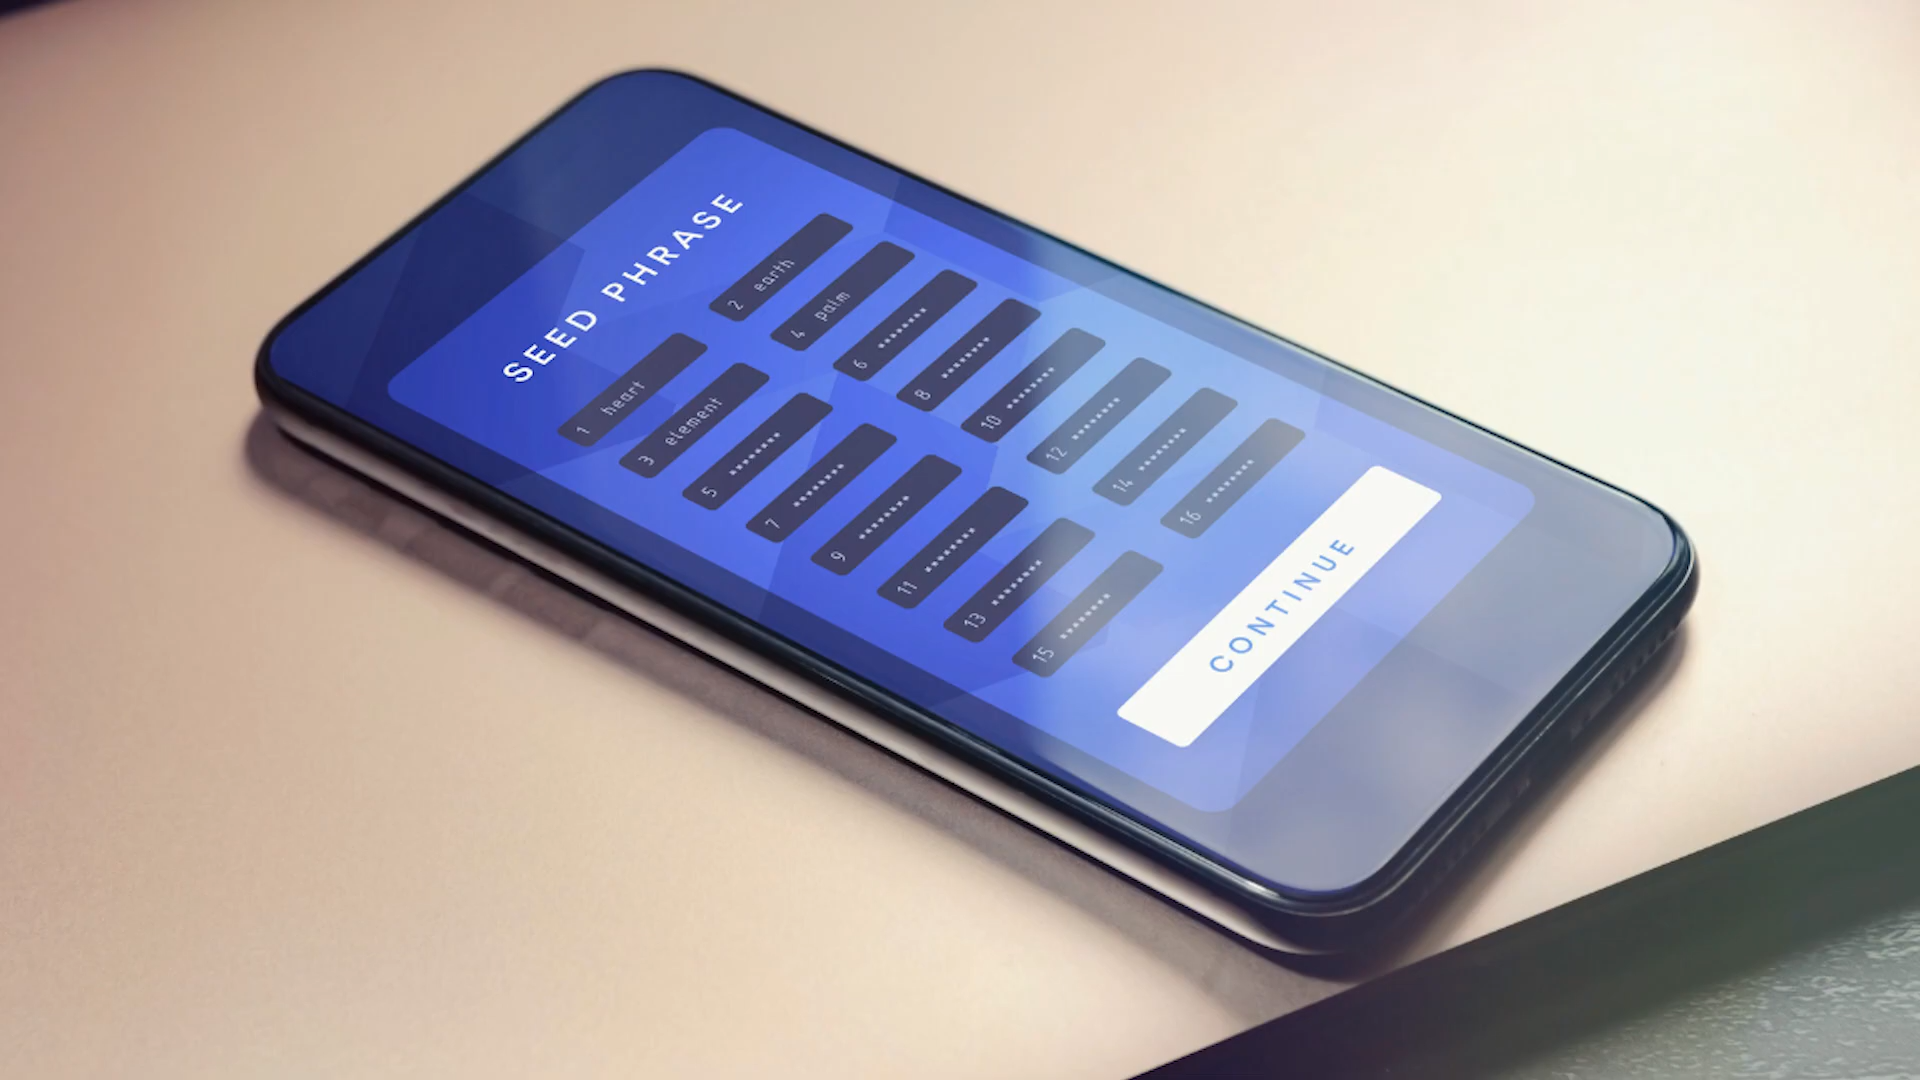 SEED PHRASE
1 heart 2 earth
3 element 4 palm
5 ******** 6 ********
7 ******** 8 ********
9 ******** 10 ********
11 ******** 12 ********
13 ******** 14 ********
15 ******** 16 ********
CONTINUE